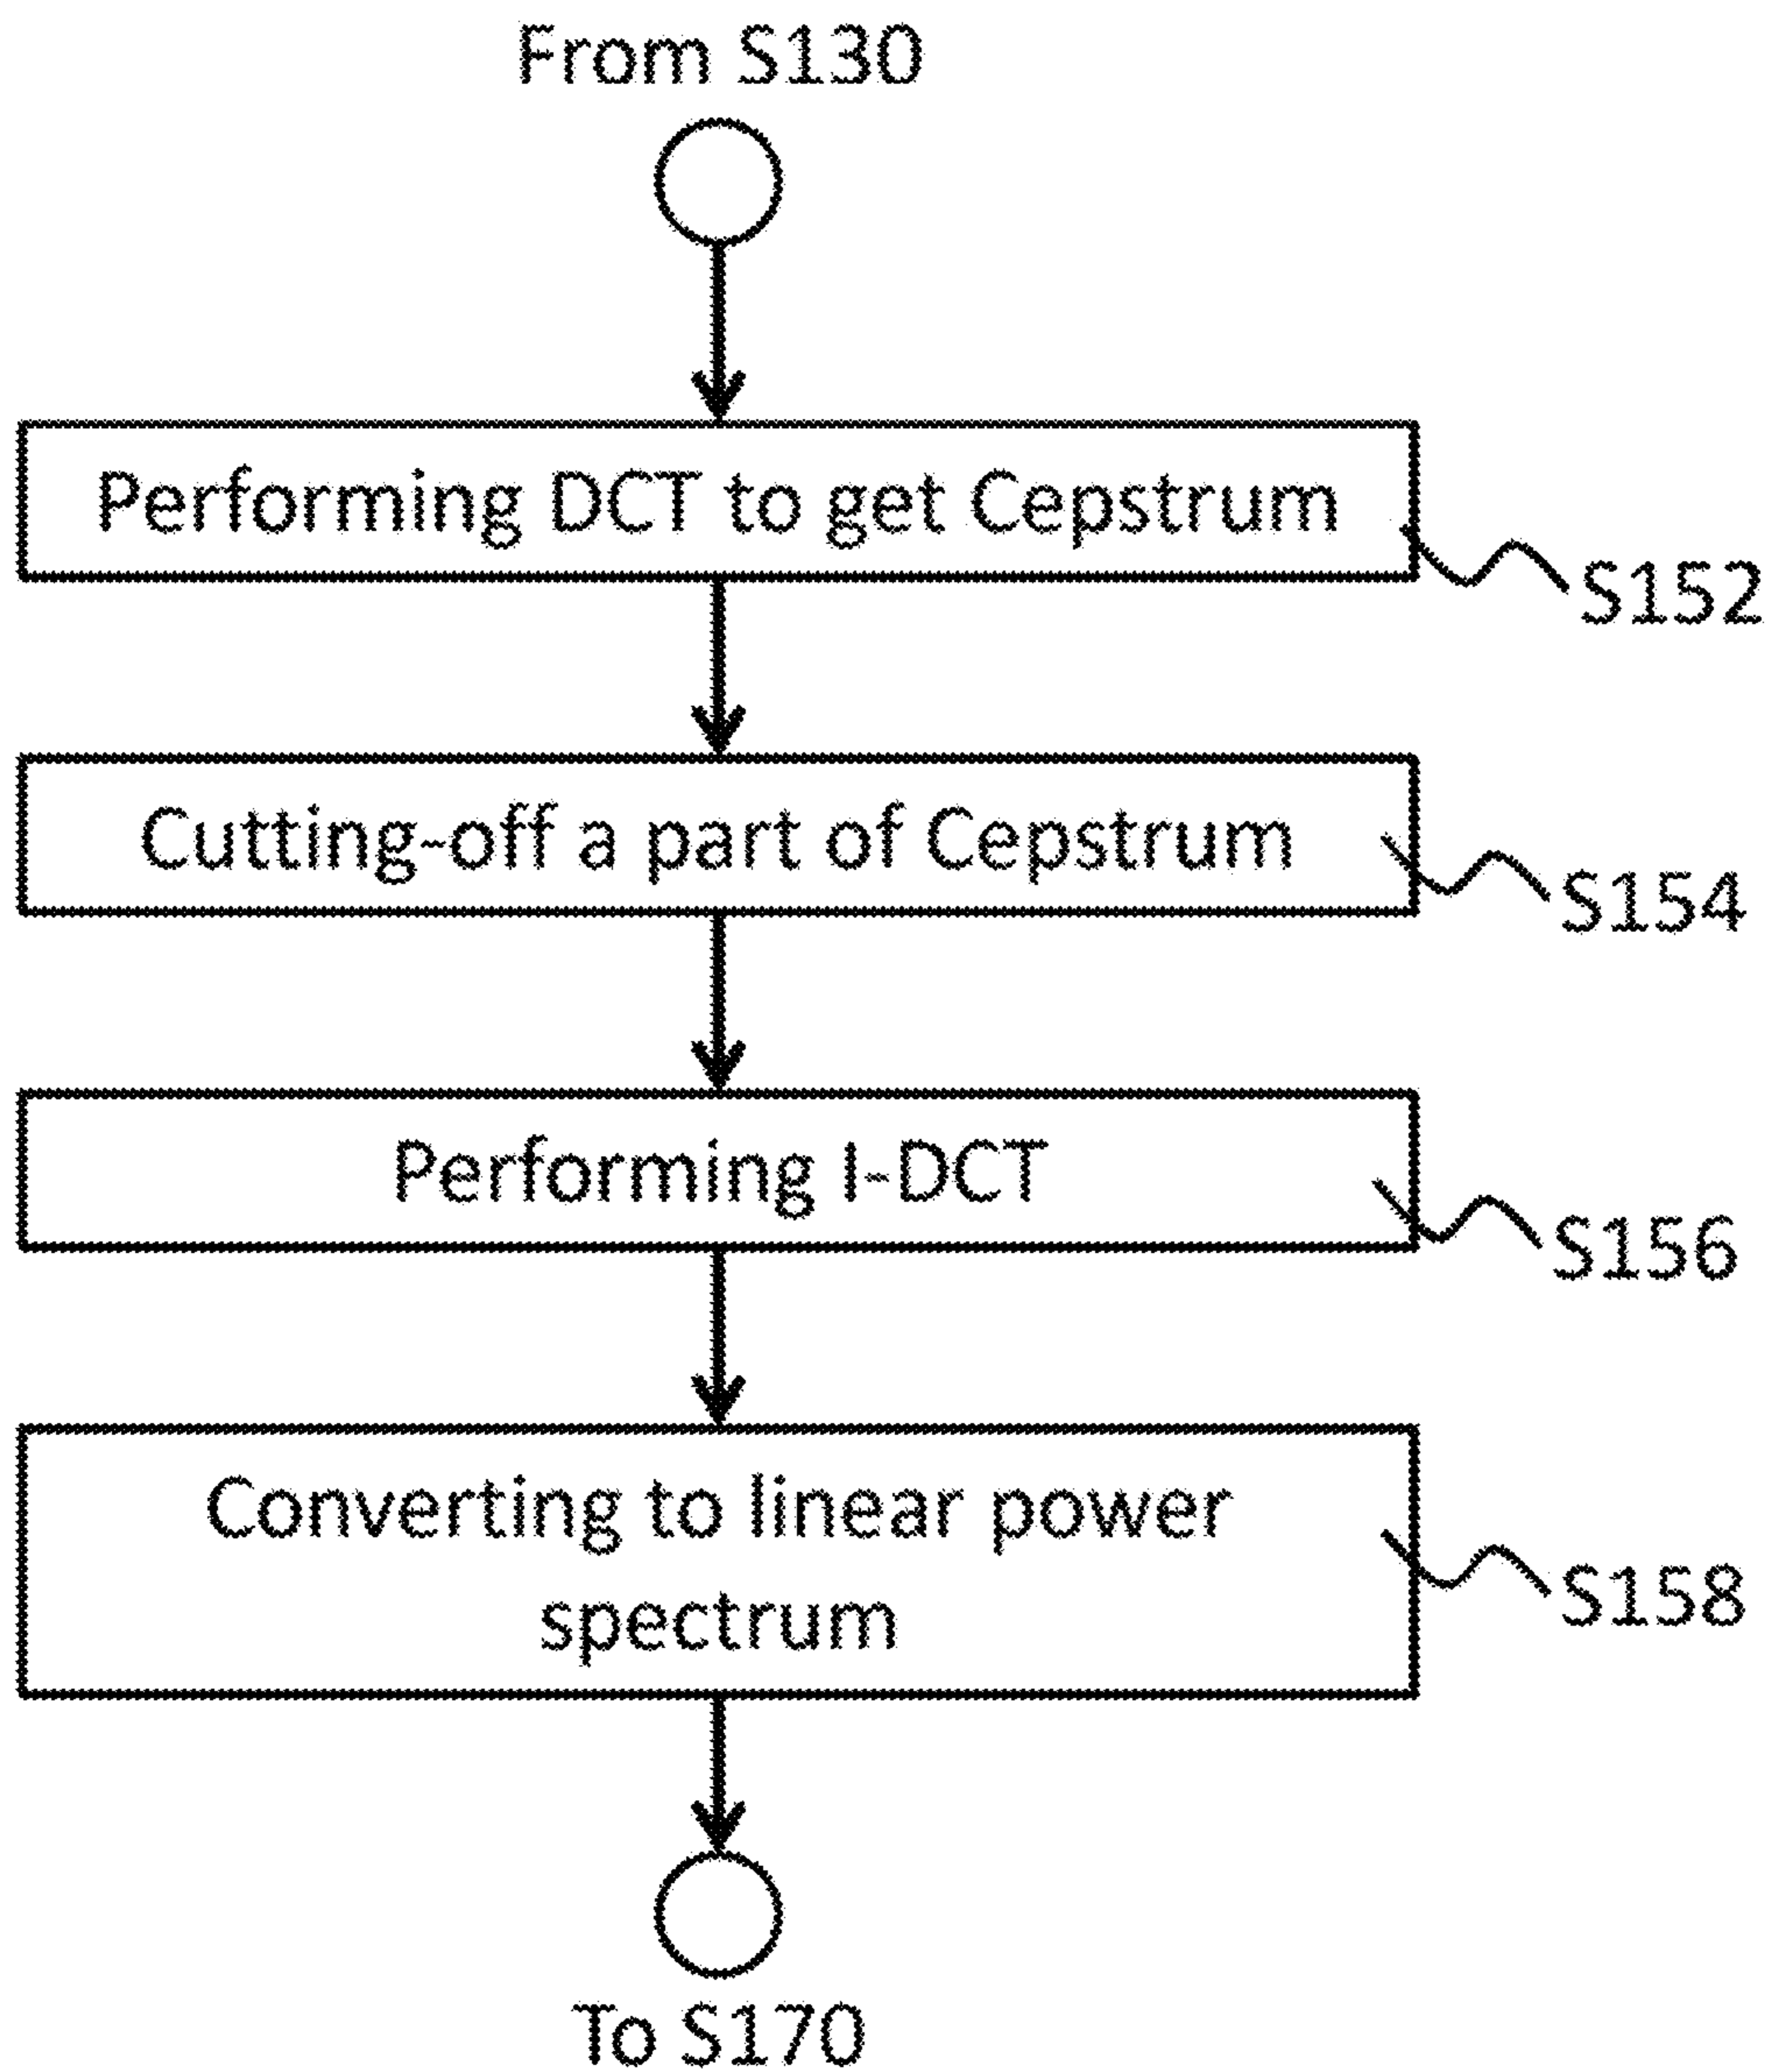 From S130
Performing DCT to get Cepstrum
S152
Cutting-off a part of Cepstrum
S154
Performing I-DCT
S156
Converting to linear power
spectrum
S158
To S170